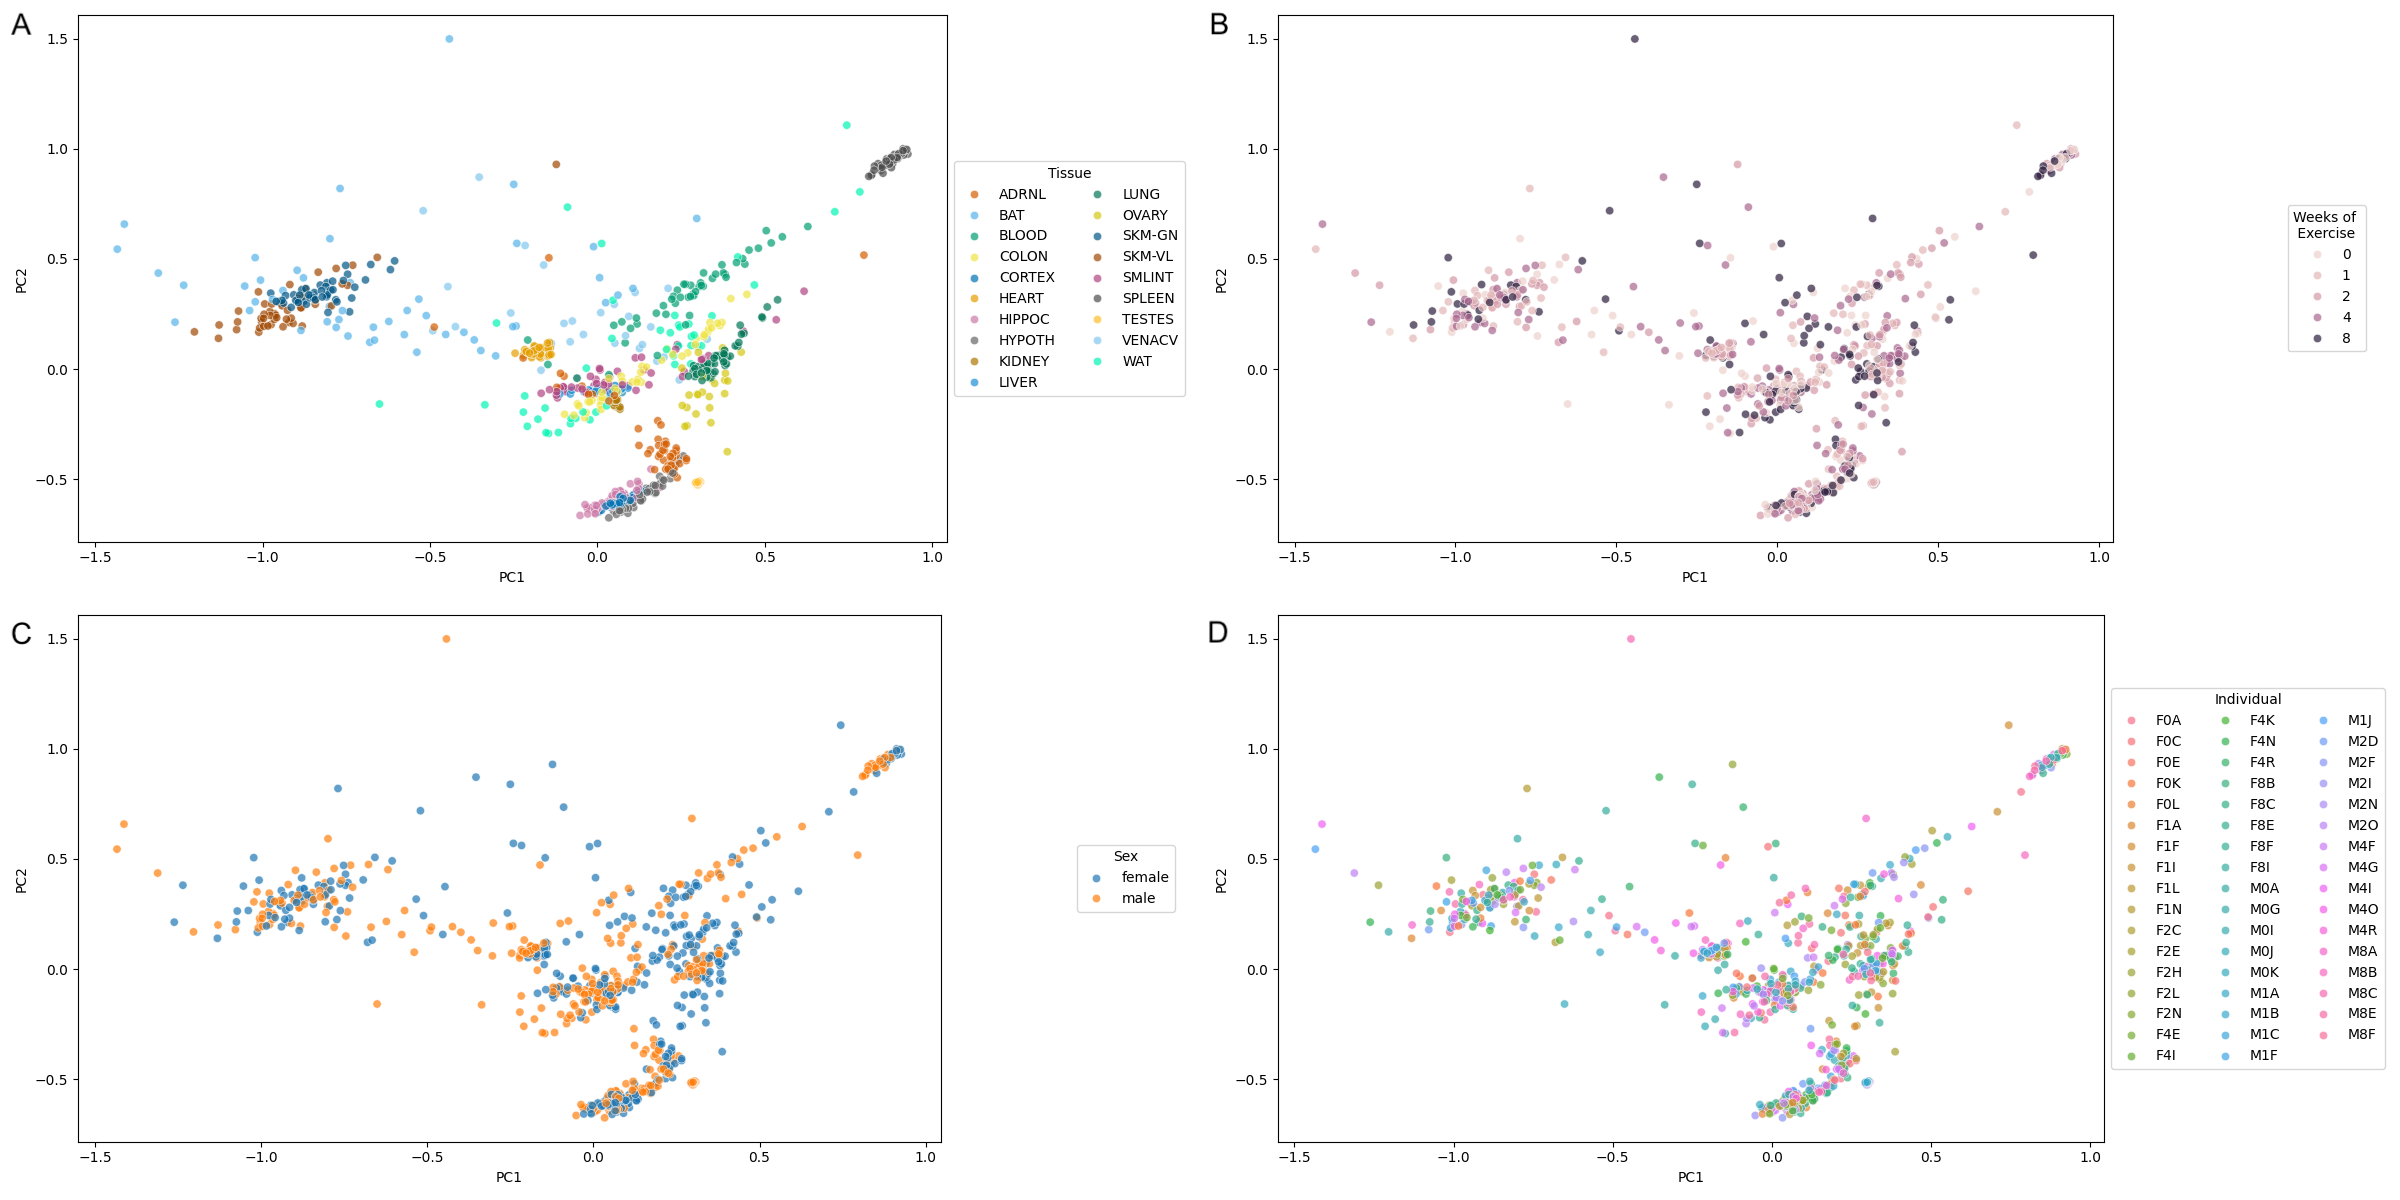 A
1.5
1.0
0.5
0.0
−0.5
PC2
−1.5 −1.0 −0.5 0.0 0.5 1.0
PC1
Tissue
ADRNL
BAT
BLOOD
COLON
CORTEX
HEART
HIPPOC
HYPOTH
KIDNEY
LIVER
LUNG
OVARY
SKM-GN
SKM-VL
SMLINT
SPLEEN
TESTES
VENACV
WAT
B
1.5
1.0
0.5
0.0
−0.5
PC2
−1.5 −1.0 −0.5 0.0 0.5 1.0
PC1
Weeks of
Exercise
0
1
2
4
8
C
1.5
1.0
0.5
0.0
−0.5
PC2
−1.5 −1.0 −0.5 0.0 0.5 1.0
PC1
Sex
female
male
D
1.5
1.0
0.5
0.0
−0.5
PC2
−1.5 −1.0 −0.5 0.0 0.5 1.0
PC1
Individual
F0A
F0C
F0E
F0K
F0L
F1A
F1F
F1I
F1L
F1N
F2C
F2E
F2H
F2L
F2N
F4E
F4I
F4K
F4N
F4R
F8B
F8C
F8E
F8F
F8I
M0A
M0G
M0I
M0J
M0K
M1A
M1B
M1C
M1F
M1J
M2D
M2F
M2I
M2N
M2O
M4F
M4G
M4I
M4O
M4R
M8A
M8B
M8C
M8E
M8F